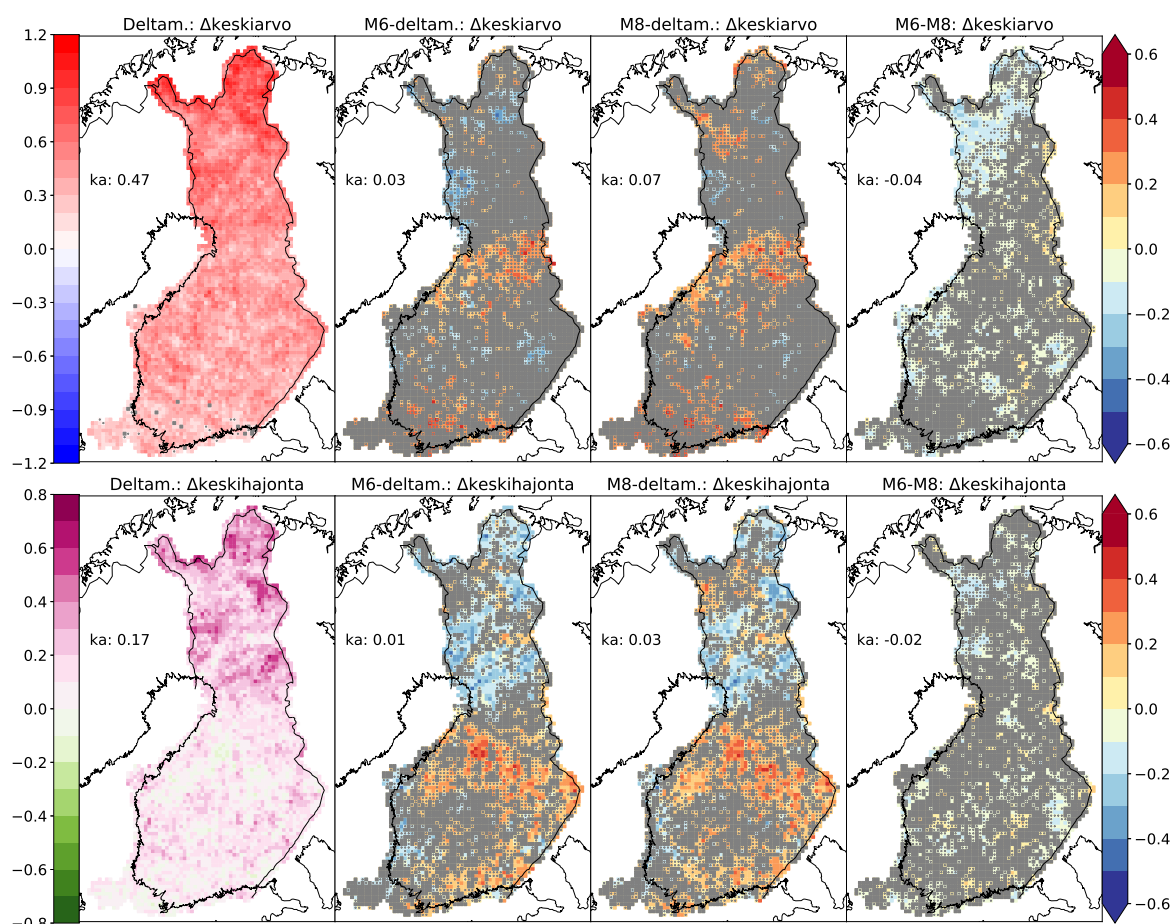 Deltam.: Δkeskiarvo
M6-deltam.: Δkeskiarvo
M8-deltam.: Δkeskiarvo
M6-M8: Δkeskiarvo
1.2
0.9
0.6
0.3
0.0
−0.3
−0.6
−0.9
−1.2
ka: 0.47
ka: 0.03
ka: 0.07
ka: -0.04
0.6
0.4
0.2
0.0
−0.2
−0.4
−0.6
Deltam.: Δkeskihajonta
M6-deltam.: Δkeskihajonta
M8-deltam.: Δkeskihajonta
M6-M8: Δkeskihajonta
0.8
0.6
0.4
0.2
0.0
−0.2
−0.4
−0.6
−0.8
ka: 0.17
ka: 0.01
ka: 0.03
ka: -0.02
0.6
0.4
0.2
0.0
−0.2
−0.4
−0.6